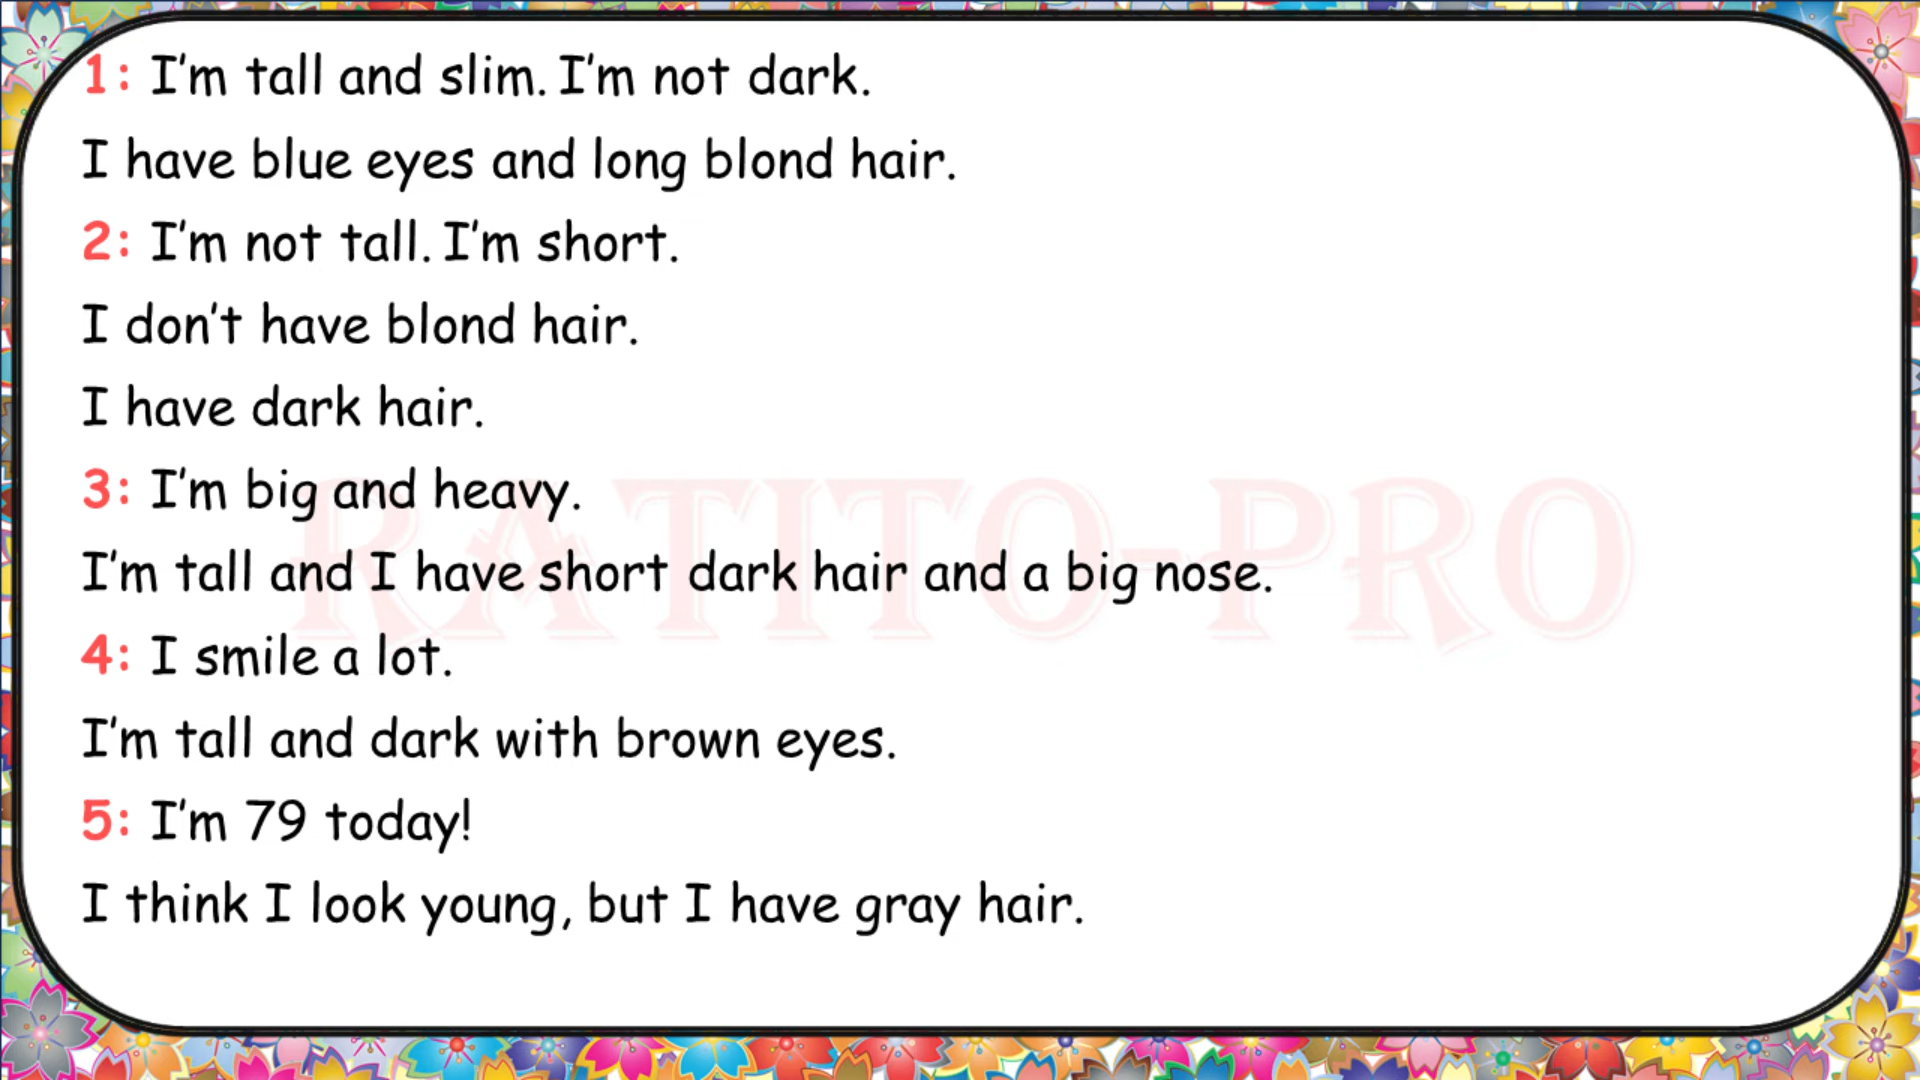 1: I'm tall and slim. I'm not dark.
I have blue eyes and long blond hair.
2: I'm not tall. I'm short.
I don't have blond hair.
I have dark hair.
3: I'm big and heavy.
I'm tall and I have short dark hair and a big nose.
4: I smile a lot.
I'm tall and dark with brown eyes.
5: I'm 79 today!
I think I look young, but I have gray hair.
RATITO-PRO